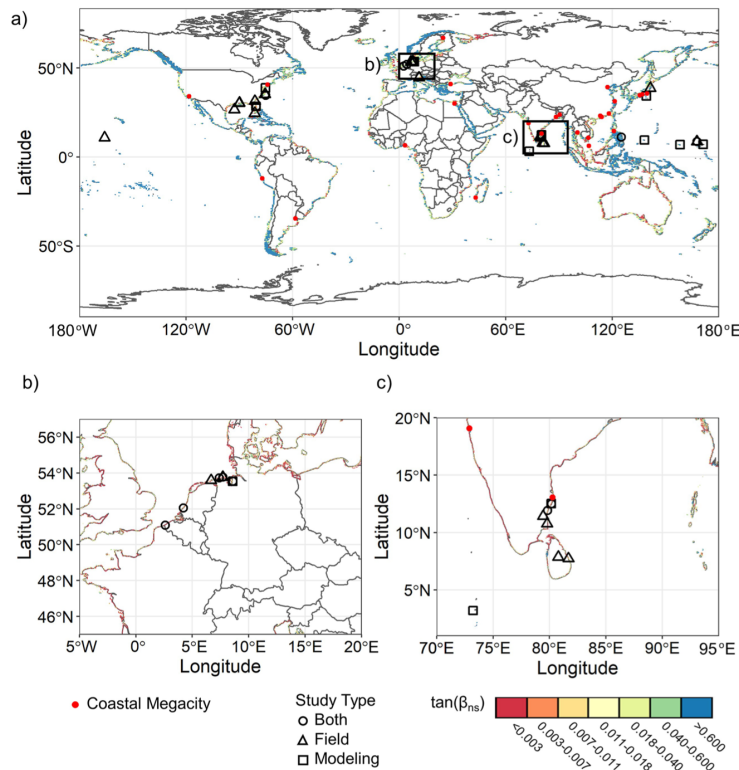 a)
50°N
0°
50°S
Latitude
b)
c)
180°W
120°W
60°W
0°
60°E
120°E
180°E
Longitude
b)
56°N
54°N
52°N
50°N
48°N
46°N
Latitude
5°W
0°
5°E
10°E
15°E
20°E
Longitude
c)
20°N
15°N
10°N
5°N
Latitude
70°E
75°E
80°E
85°E
90°E
95°E
Longitude
Coastal Megacity
Study Type
Both
Field
Modeling
tan(βns)
<0.003
0.003-0.007
0.007-0.011
0.011-0.018
0.018-0.040
0.040-0.600
>0.600